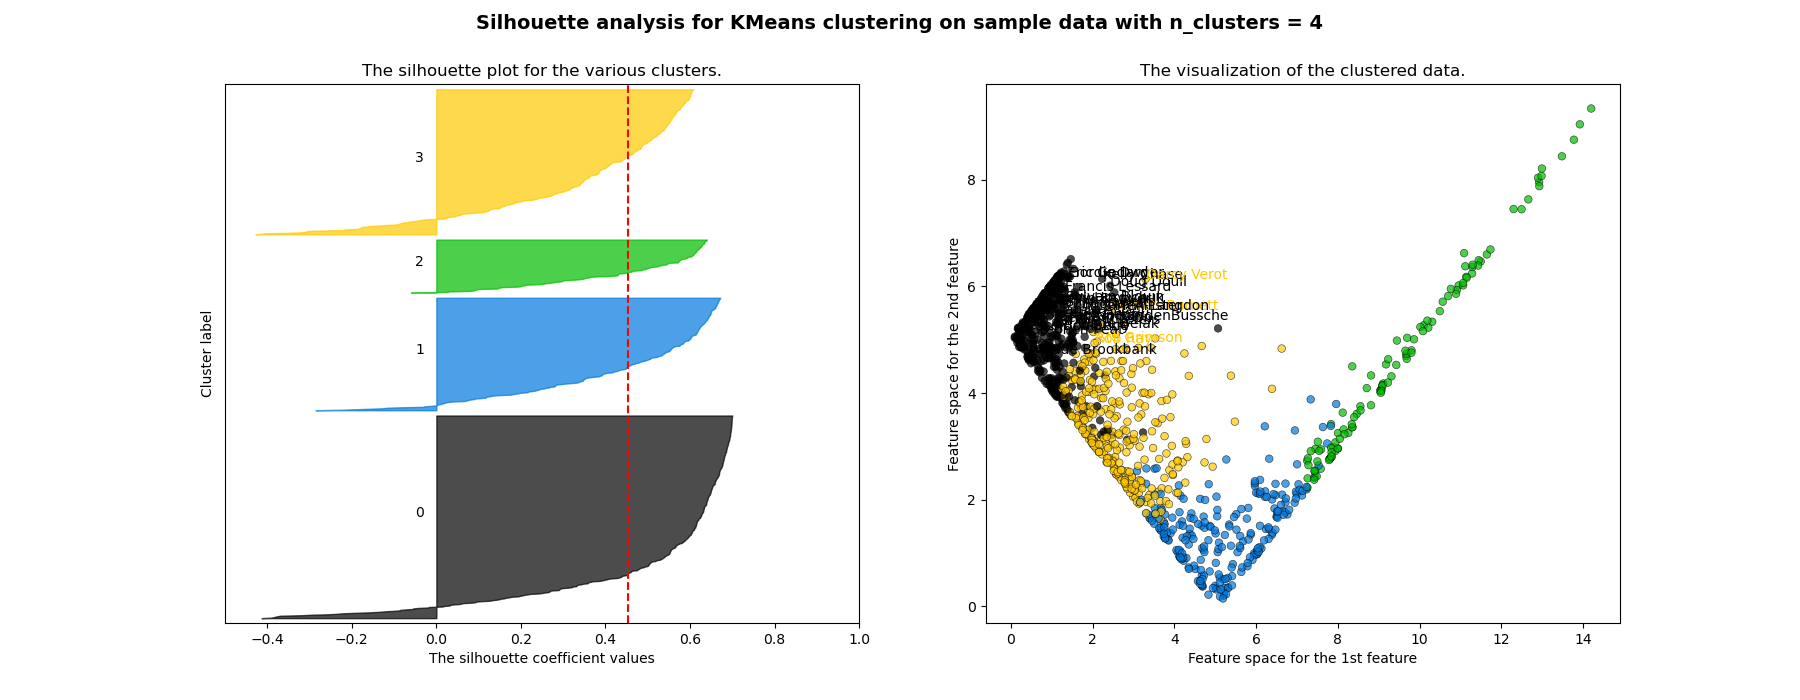 Silhouette analysis for KMeans clustering on sample data with n_clusters = 4
The silhouette plot for the various clusters.
3
2
1
0
Cluster label
−0.4 −0.2 0.0 0.2 0.4 0.6 0.8 1.0
The silhouette coefficient values
The visualization of the clustered data.
8
6
4
2
0
Verot
Doug Ogull
Francis Lessard
Brookbank
Feature space for the 2nd feature
0 2 4 6 8 10 12 14
Feature space for the 1st feature